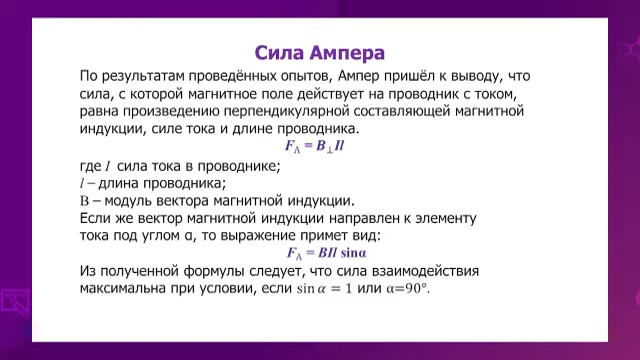 Сила Ампера
По результатам проведённых опытов, Ампер пришёл к выводу, что
сила, с которой магнитное поле действует на проводник с током,
равна произведению перпендикулярной составляющей магнитной
индукции, силе тока и длине проводника.
F_A = B⊥Il
где I сила тока в проводнике;
l – длина проводника;
B – модуль вектора магнитной индукции.
Если же вектор магнитной индукции направлен к элементу
тока под углом α, то выражение примет вид:
F_A = BIl sinα
Из полученной формулы следует, что сила взаимодействия
максимальна при условии, если sin α = 1 или α=90°.